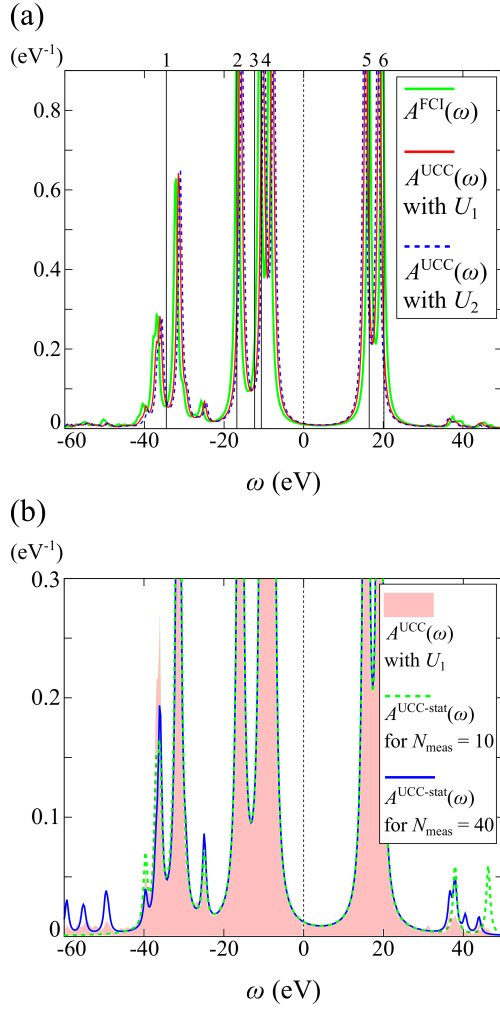 (a)
(eV⁻¹)
1 2 3 4 5 6
0.8
0.6
0.4
0.2
0
A^FCI(ω)
A^UCC(ω)
with U₁
A^UCC(ω)
with U₂
-60 -40 -20 0 20 40
ω (eV)
(b)
(eV⁻¹)
0.3
0.2
0.1
0
A^UCC(ω)
with U₁
A^UCC-stat(ω)
for N_meas = 10
A^UCC-stat(ω)
for N_meas = 40
-60 -40 -20 0 20 40
ω (eV)